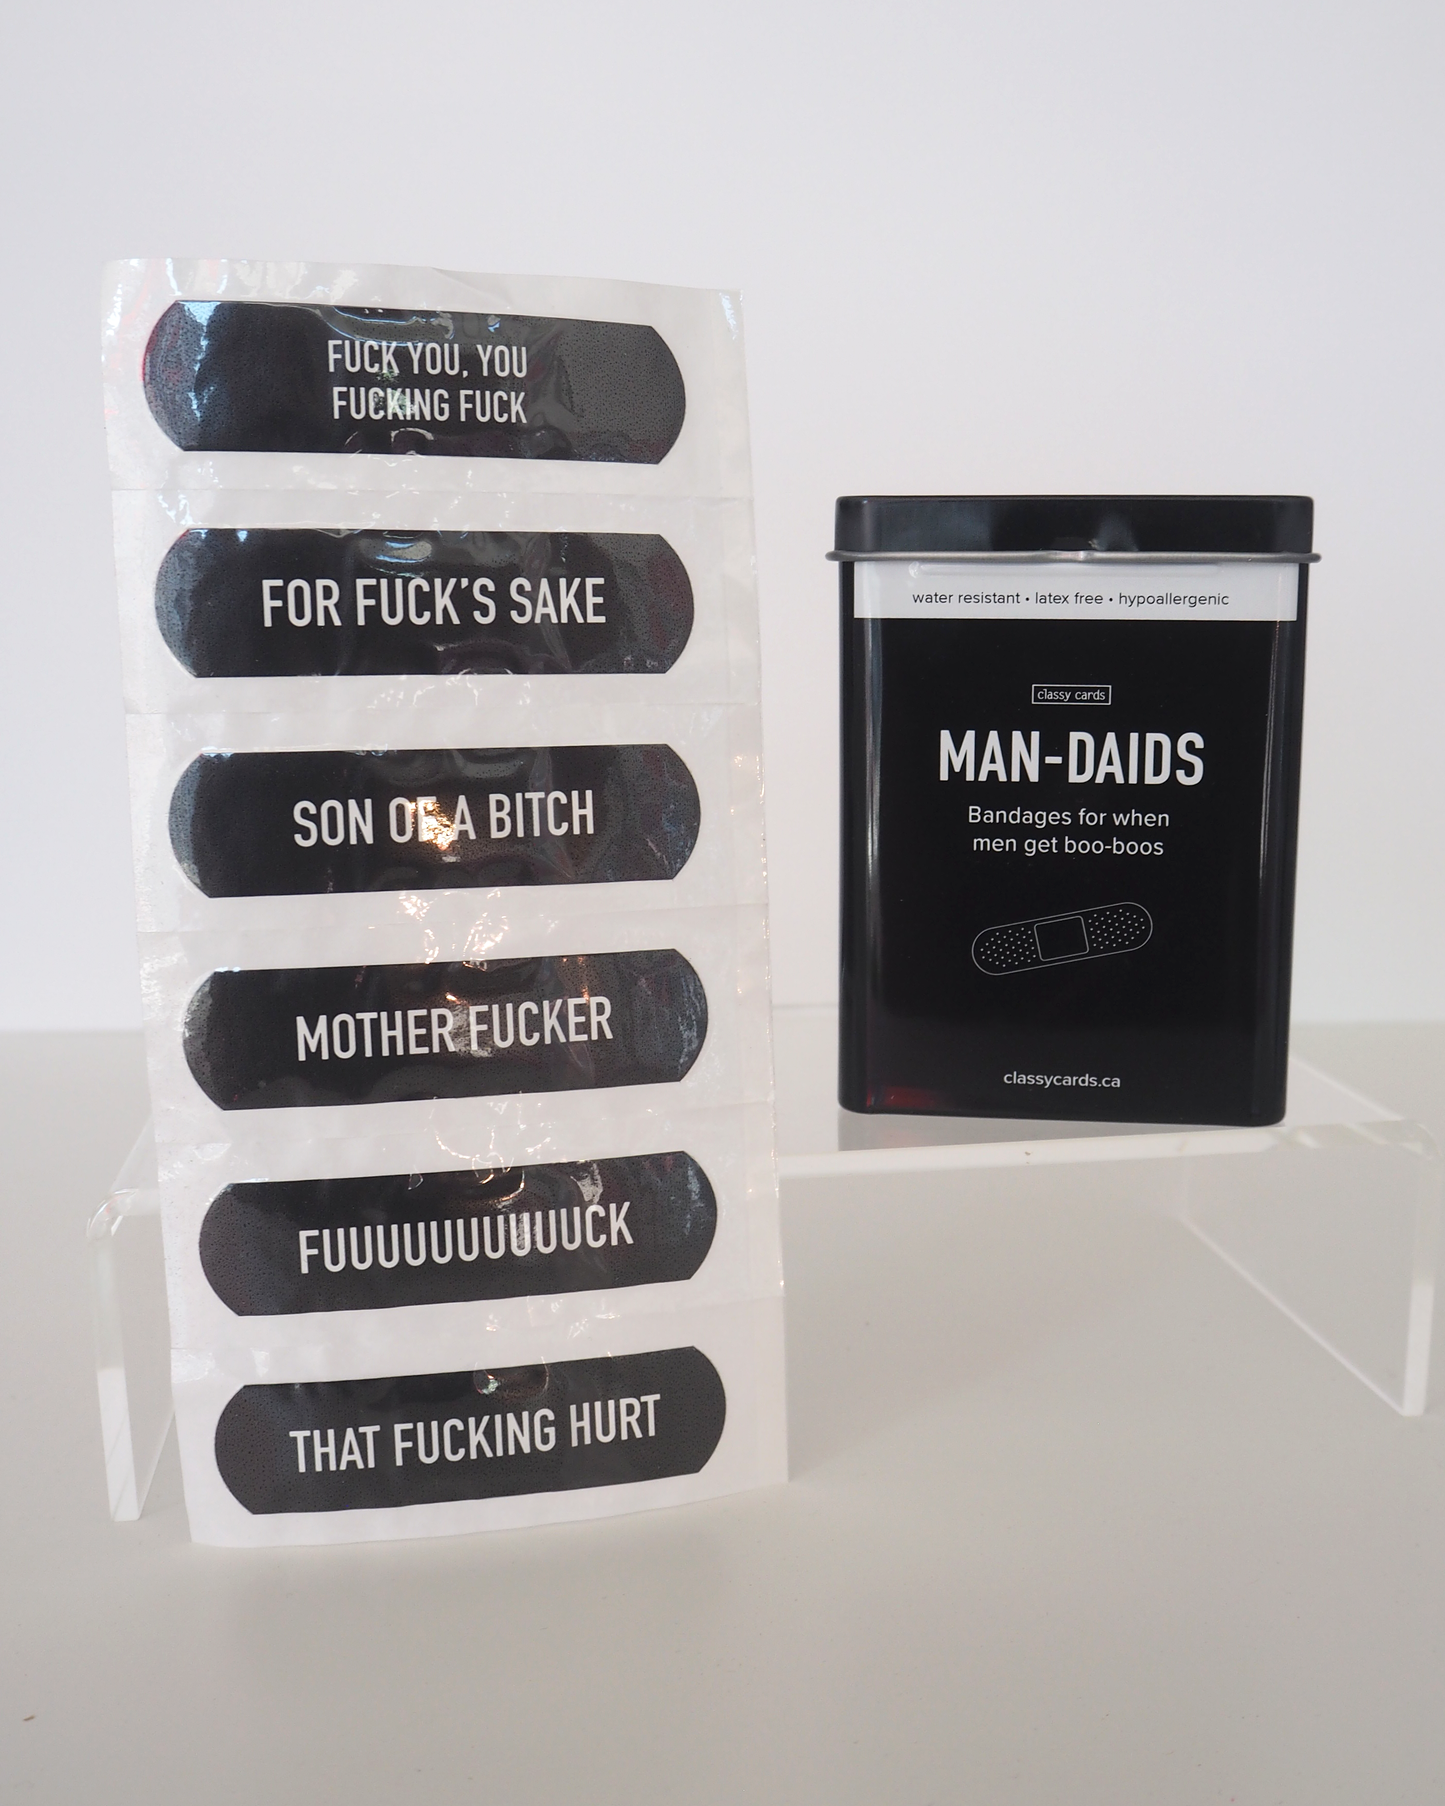 FUCK YOU, YOU
FUCKING FUCK
FOR FUCK'S SAKE
SON OF A BITCH
MOTHER FUCKER
FUUUUUUUUUUUCK
THAT FUCKING HURT
water resistant • latex free • hypoallergenic
classy cards
MAN-DAIDS
Bandages for when
men get boo-boos
classycards.ca